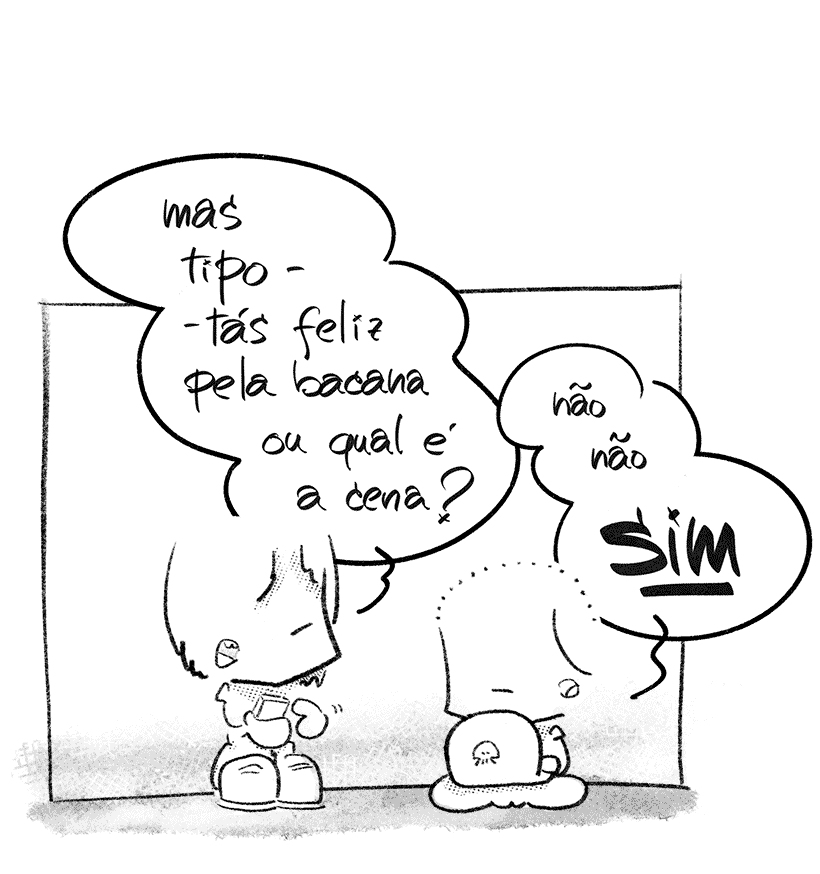 mas
tipo -
-tás feliz
pela bacana
ou qual é
a cena?
não
não
sim